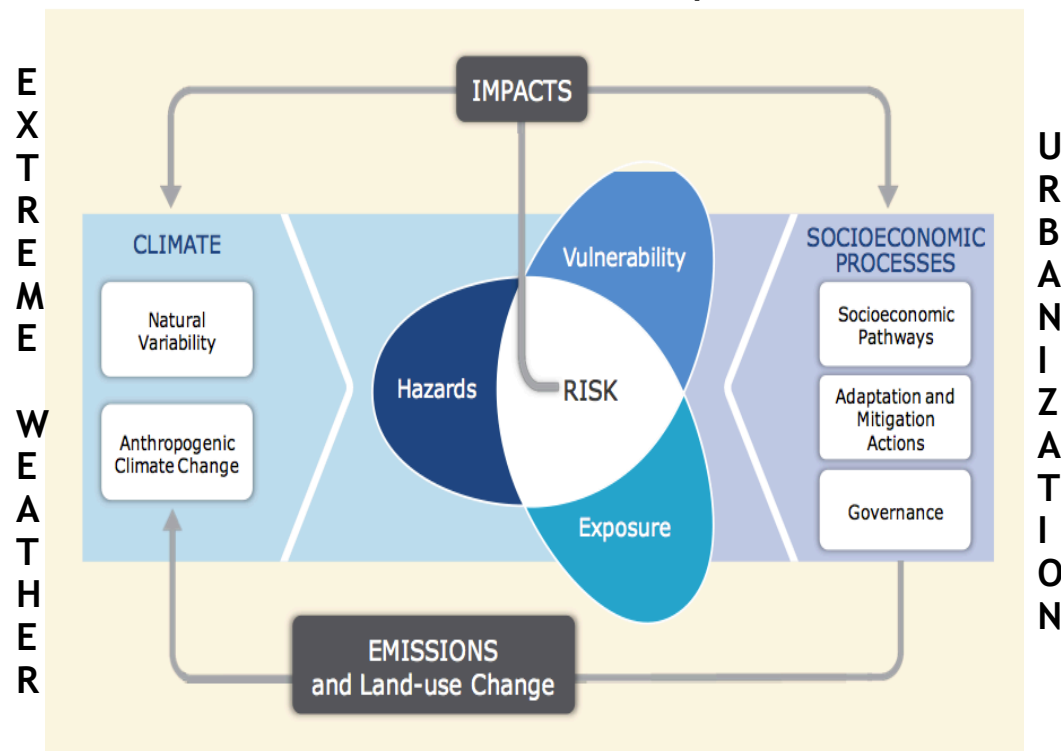 EXTREME WEATHER
IMPACTS
CLIMATE
Natural
Variability
Anthropogenic
Climate Change
Vulnerability
Hazards
RISK
Exposure
SOCIOECONOMIC
PROCESSES
Socioeconomic
Pathways
Adaptation and
Mitigation
Actions
Governance
EMISSIONS
and Land-use Change
URBANIZATION